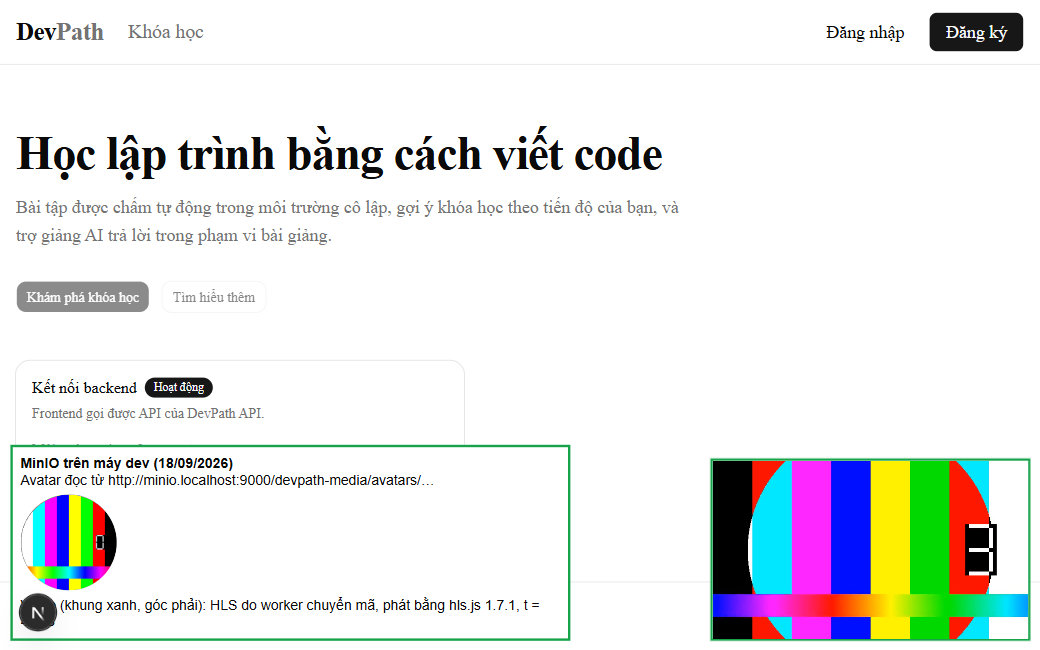 DevPath Khóa học Đăng nhập Đăng ký
Học lập trình bằng cách viết code
Bài tập được chấm tự động trong môi trường cô lập, gợi ý khóa học theo tiến độ của bạn, và
trợ giảng AI trả lời trong phạm vi bài giảng.
Khám phá khóa học Tìm hiểu thêm
Kết nối backend Hoạt động
Frontend gọi được API của DevPath API.
MinIO trên máy dev (18/09/2026)
Avatar đọc từ http://minio.localhost:9000/devpath-media/avatars/…
(khung xanh, góc phải): HLS do worker chuyển mã, phát bằng hls.js 1.7.1, t =
N